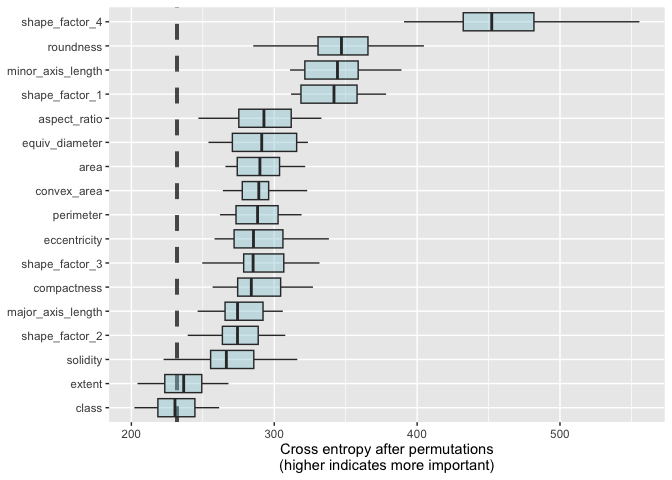 shape_factor_4
roundness
minor_axis_length
shape_factor_1
aspect_ratio
equiv_diameter
area
convex_area
perimeter
eccentricity
shape_factor_3
compactness
major_axis_length
shape_factor_2
solidity
extent
class
200 300 400 500
Cross entropy after permutations
(higher indicates more important)